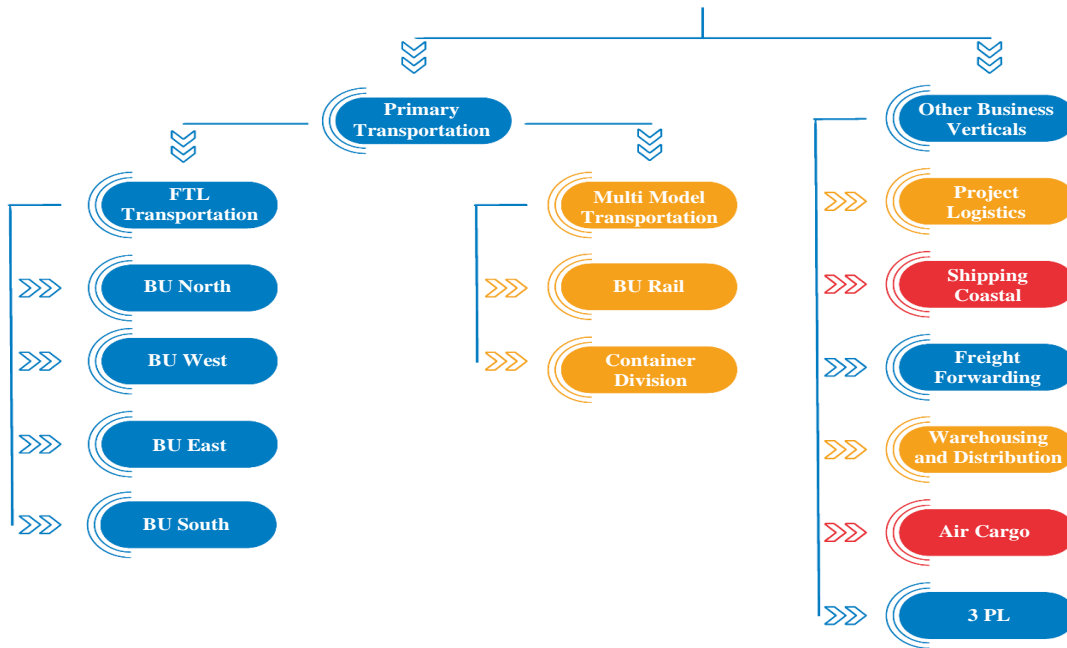 Primary
Transportation
Other Business
Verticals
FTL
Transportation
Multi Model
Transportation
Project
Logistics
BU North
BU Rail
Shipping
Coastal
BU West
Container
Division
Freight
Forwarding
BU East
Warehousing
and Distribution
BU South
Air Cargo
3 PL